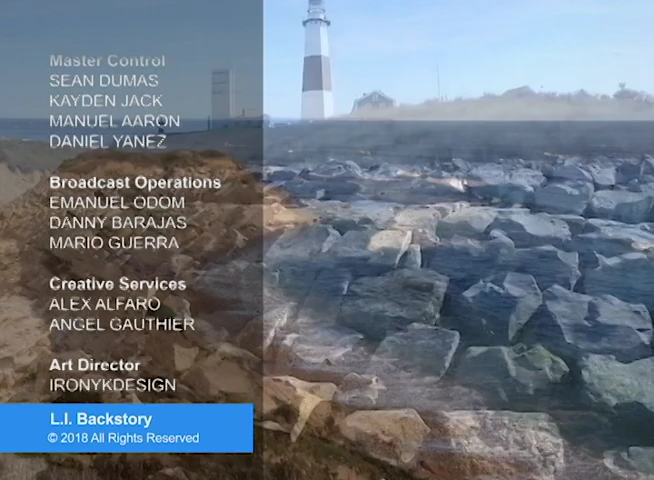 Master Control
SEAN DUMAS
KAYDEN JACK
MANUEL AARON
DANIEL YANEZ
Broadcast Operations
EMANUEL ODOM
DANNY BARAJAS
MARIO GUERRA
Creative Services
ALEX ALFARO
ANGEL GAUTHIER
Art Director
IRONYKDESIGN
L.I. Backstory
© 2018 All Rights Reserved